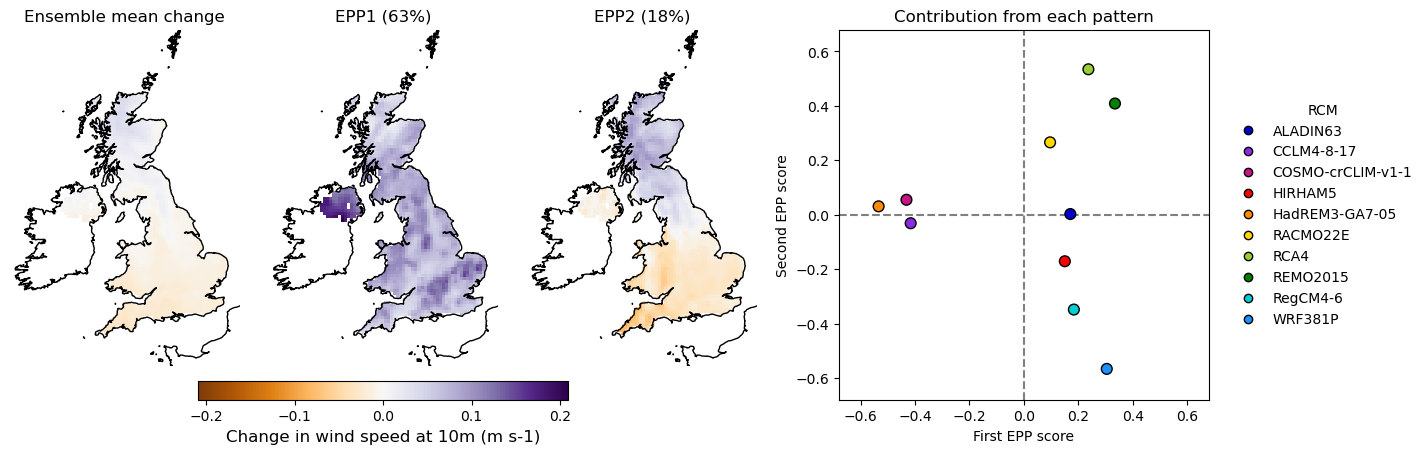 Ensemble mean change
EPP1 (63%)
EPP2 (18%)
Contribution from each pattern
−0.2
−0.1
0.0
0.1
0.2
Change in wind speed at 10m (m s-1)
Second EPP score
0.6
0.4
0.2
0.0
−0.2
−0.4
−0.6
−0.6
−0.4
−0.2
0.0
0.2
0.4
0.6
First EPP score
RCM
ALADIN63
CCLM4-8-17
COSMO-crCLIM-v1-1
HIRHAM5
HadREM3-GA7-05
RACMO22E
RCA4
REMO2015
RegCM4-6
WRF381P